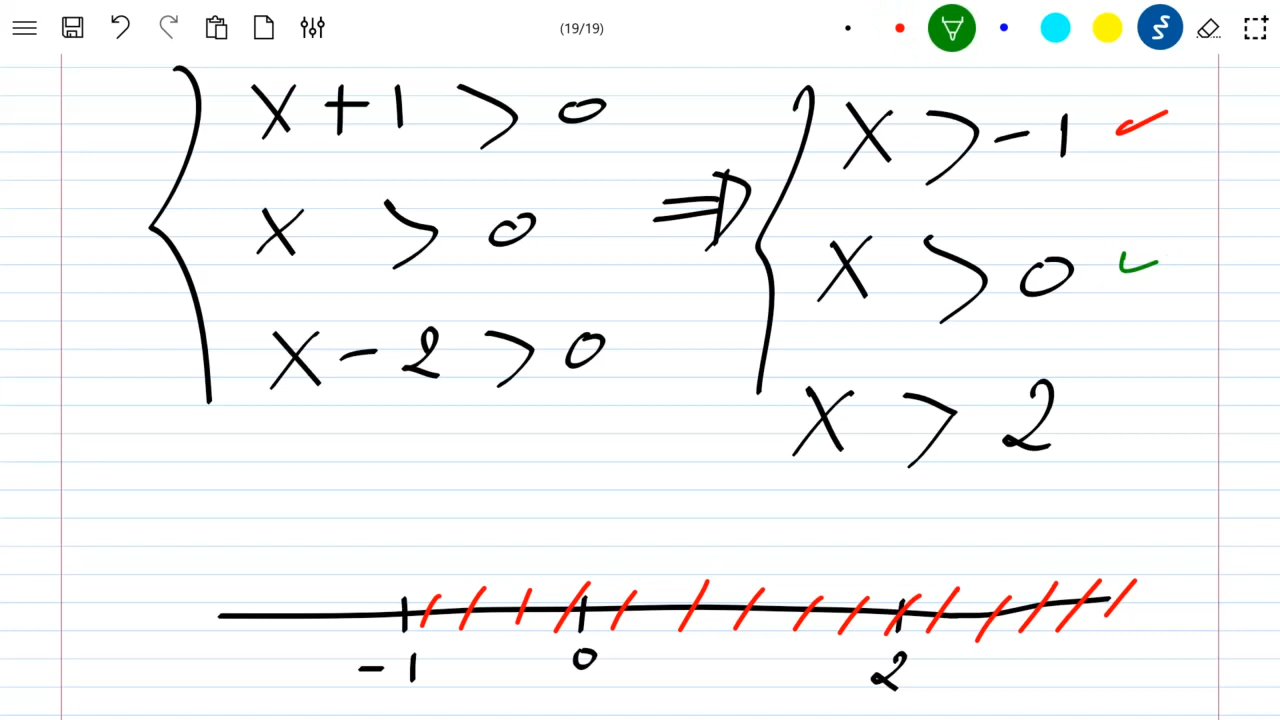 (19/19)
x + 1 > 0
x > 0
x - 2 > 0
⇒
x > -1 ✓
x > 0 ✓
x > 2
-1 0 2